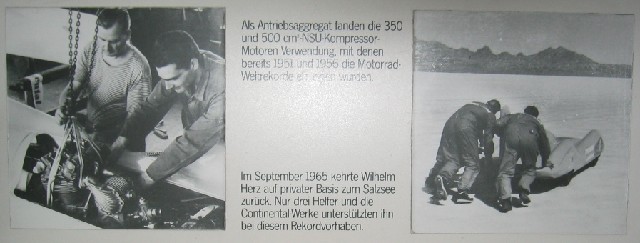 Als Antriebsaggregat fanden die 350
und 500 cm³-NSU-Kompressor-
Motoren Verwendung, mit denen
bereits 1951 und 1956 die Motorrad-
Weltrekorde wurden.
Im September 1965 kehrte Wilhelm
Herz auf privater Basis zum Salzsee
zurück. Nur drei Helfer und die
Continental Werke unterstützten ihn
bei diesem Rekordvorhaben.